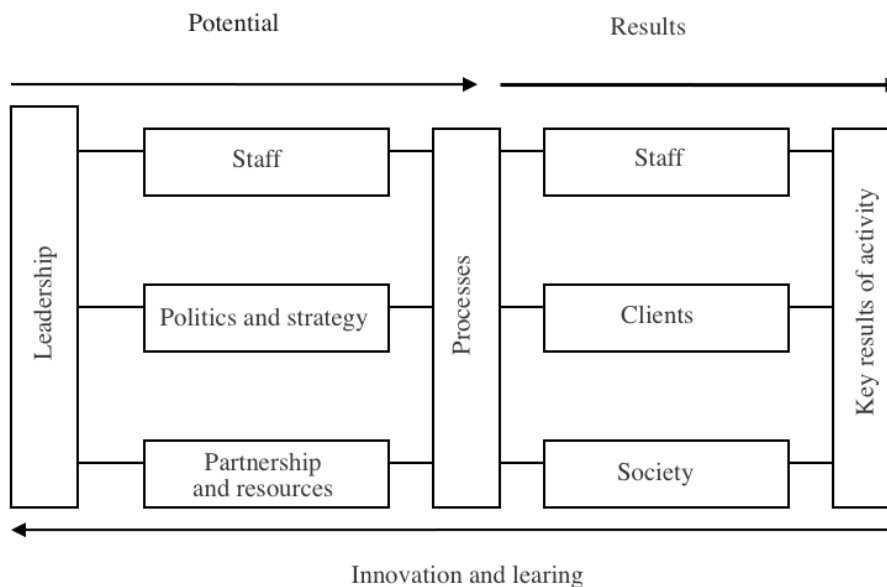 Potential
Results
Leadership
Staff
Politics and strategy
Partnership
and resources
Processes
Staff
Clients
Society
Key results of activity
Innovation and learing